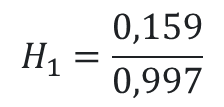 H₁ = 0,159 / 0,997